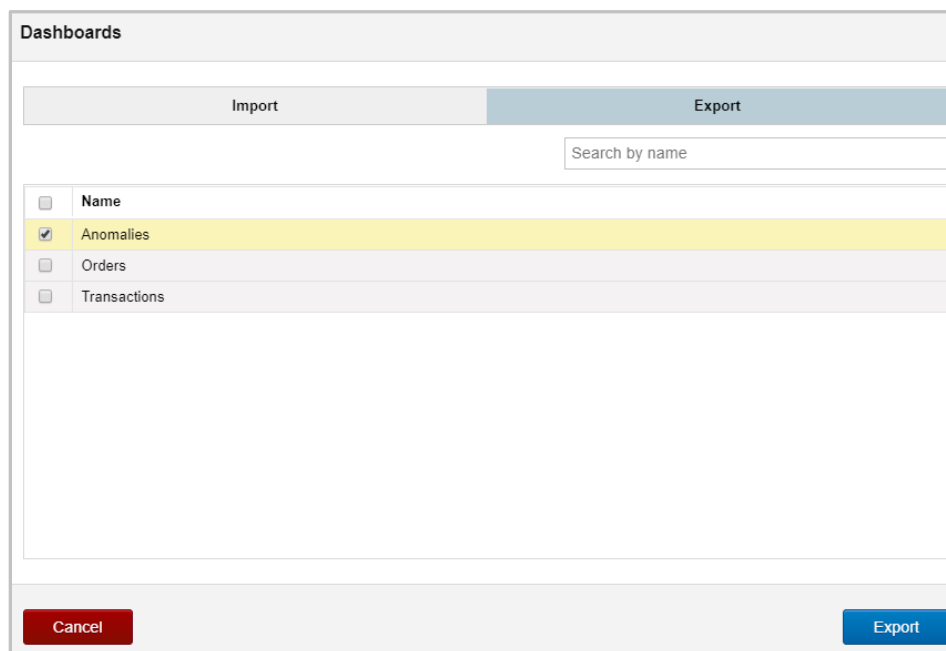 Dashboards
Import Export
Search by name
Name
Anomalies
Orders
Transactions
Cancel Export